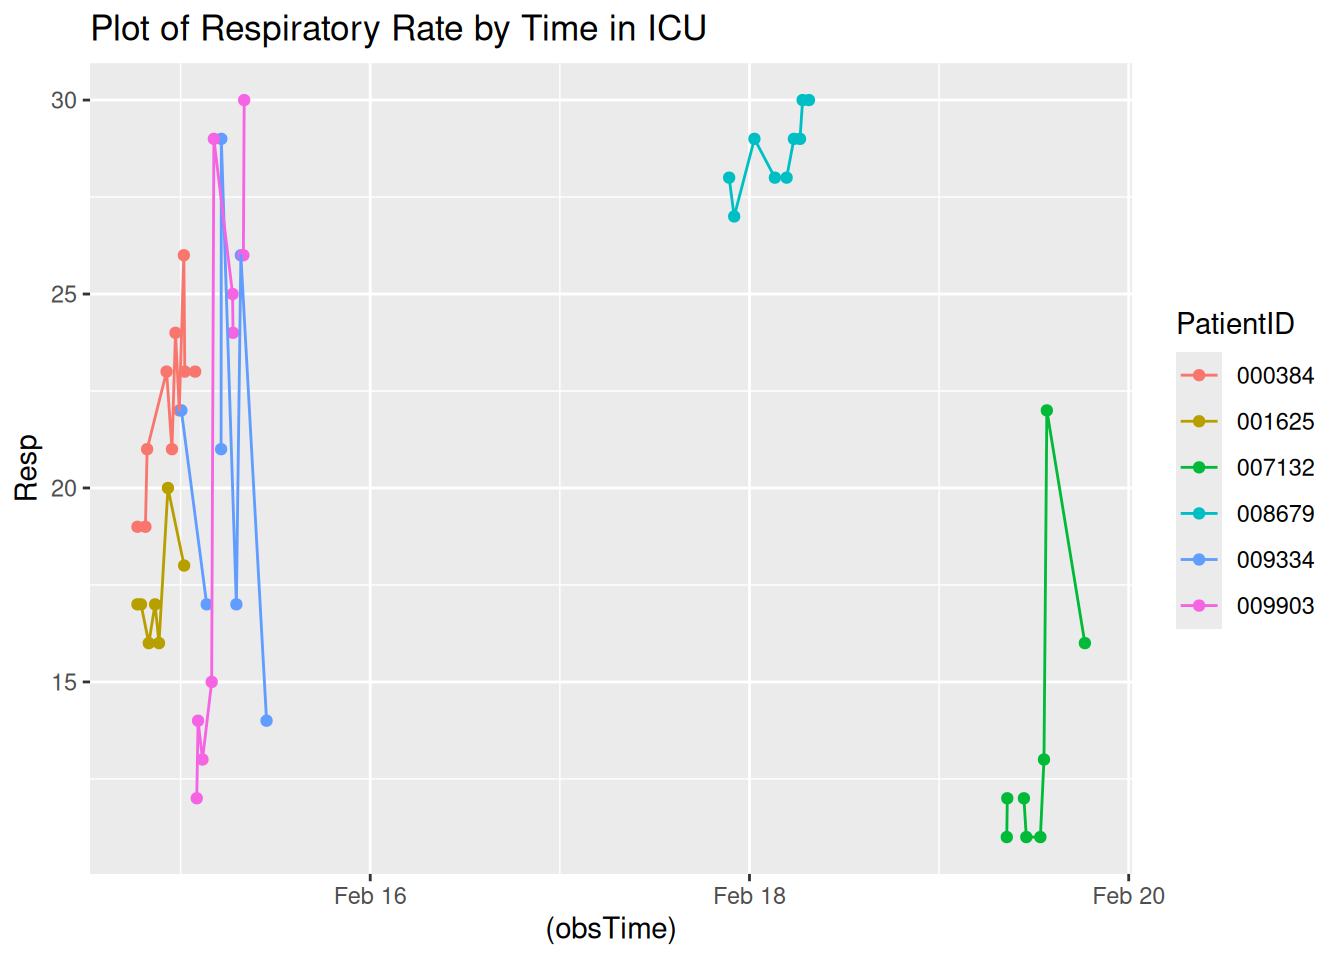 Plot of Respiratory Rate by Time in ICU
30
25
20
15
Resp
Feb 16
Feb 18
Feb 20
(obsTime)
PatientID
000384
001625
007132
008679
009334
009903